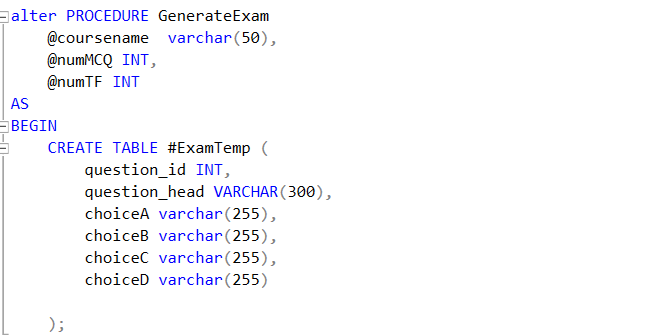 alter PROCEDURE GenerateExam
@coursename  varchar(50),
@numMCQ INT,
@numTF INT
AS
BEGIN
CREATE TABLE #ExamTemp (
question_id INT,
question_head VARCHAR(300),
choiceA varchar(255),
choiceB varchar(255),
choiceC varchar(255),
choiceD varchar(255)
);